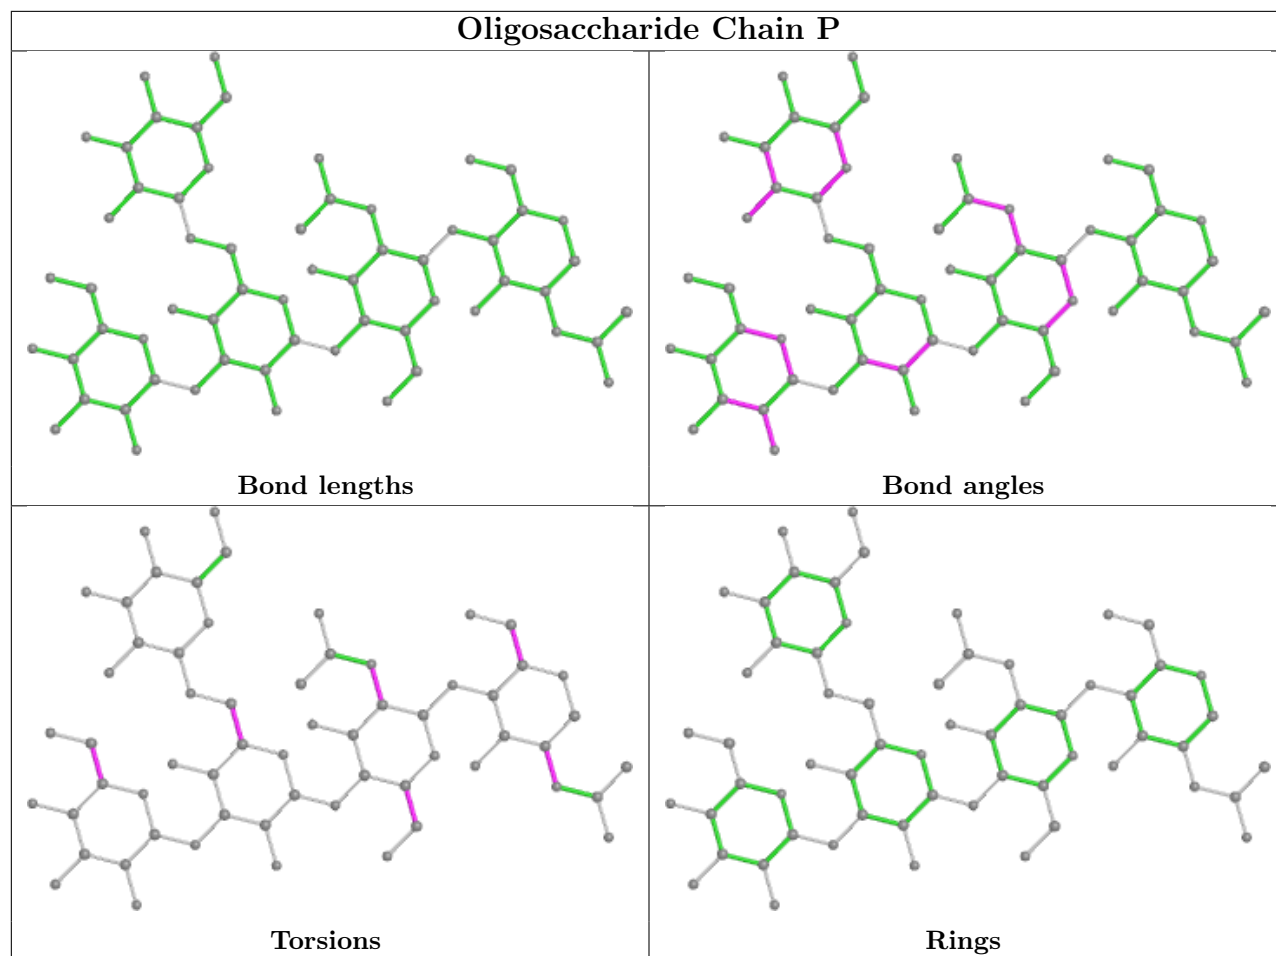 Oligosaccharide Chain P
Bond lengths
Bond angles
Torsions
Rings